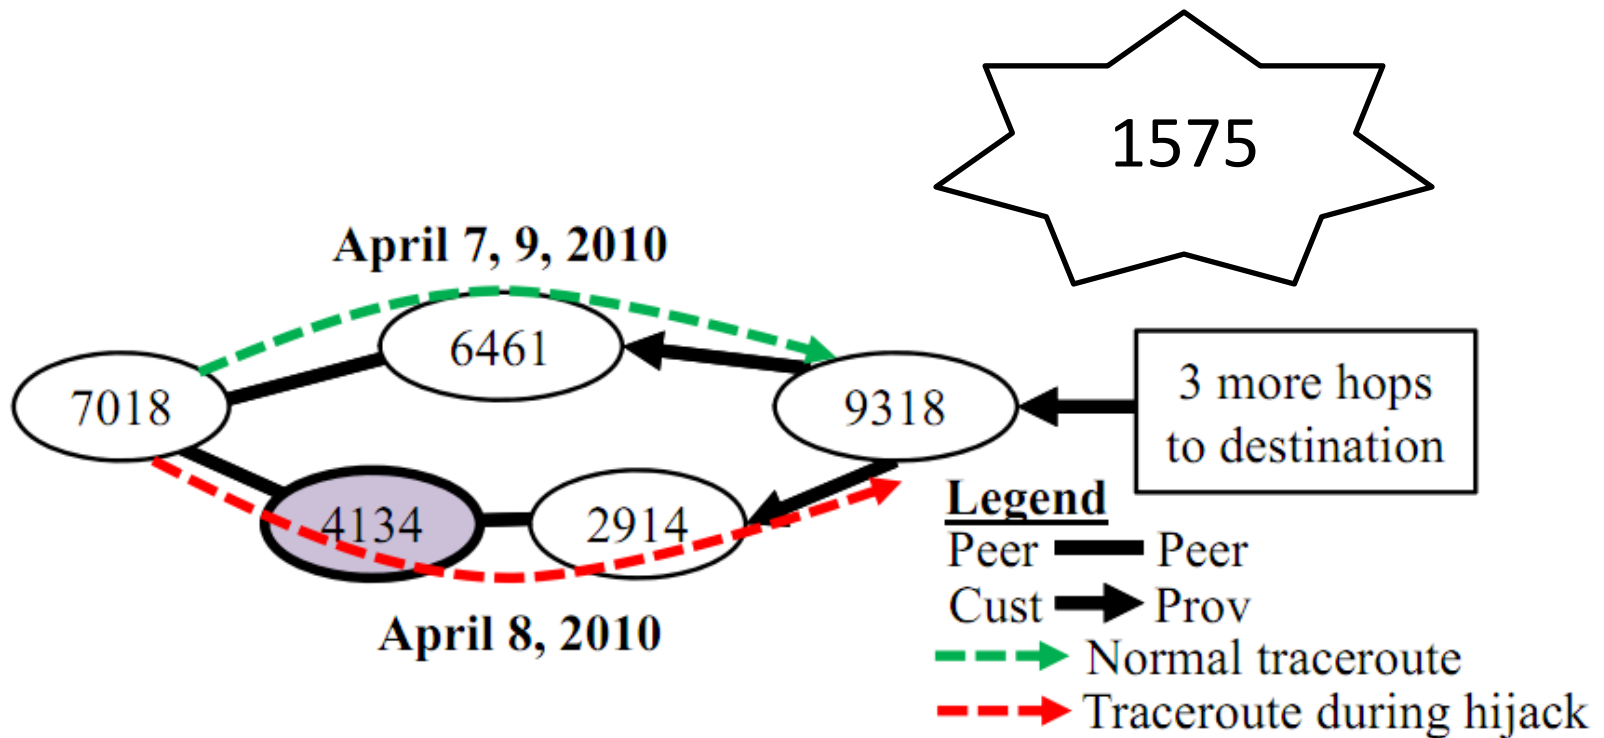 1575
April 7, 9, 2010
6461
7018
9318
3 more hops
to destination
4134
2914
April 8, 2010
Legend
Peer Peer
Cust Prov
Normal traceroute
Traceroute during hijack